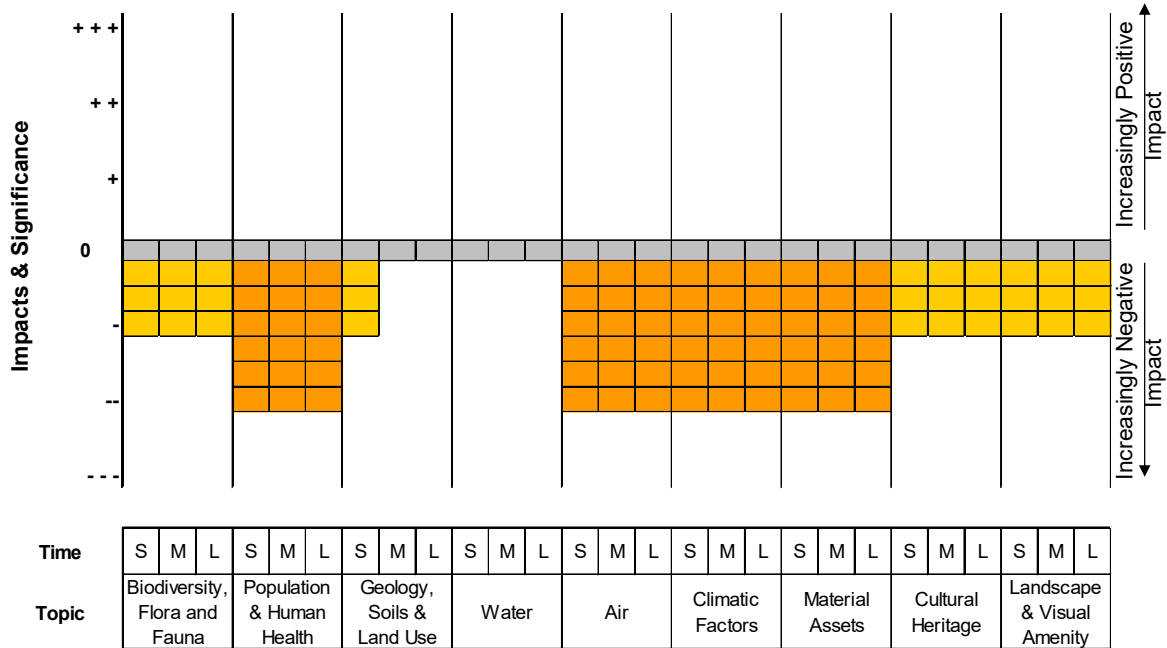 Impacts & Significance
+ + +
+ +
+
0
-
--
- - -
Increasingly Positive
Impact
Increasingly Negative
Impact
Time S M L S M L S M L S M L S M L S M L S M L S M L S M L
Topic
Biodiversity,
Flora and
Fauna
Population
& Human
Health
Geology,
Soils &
Land Use
Water
Air
Climatic
Factors
Material
Assets
Cultural
Heritage
Landscape
& Visual
Amenity